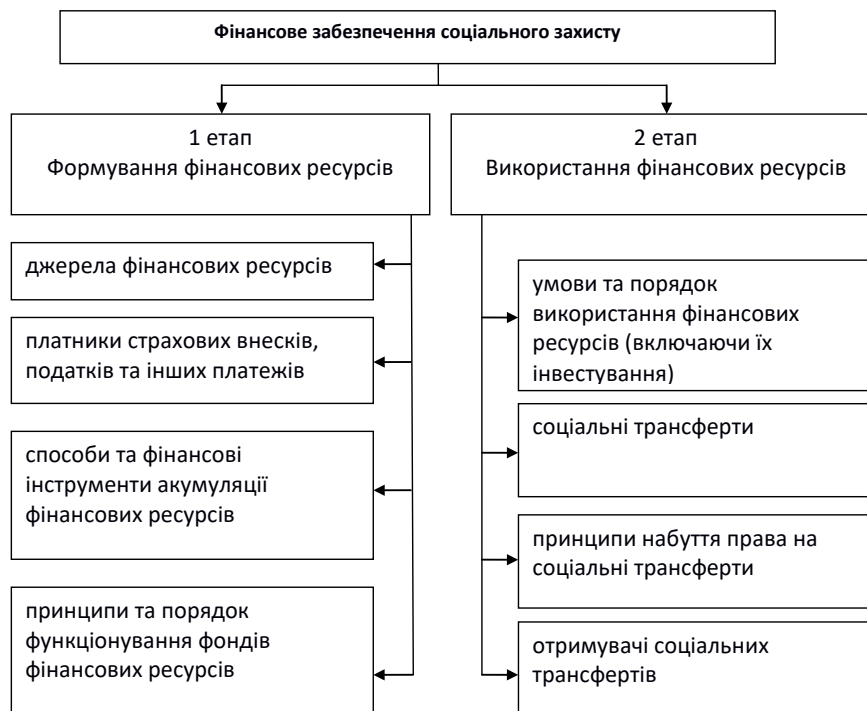 Фінансове забезпечення соціального захисту
1 етап
Формування фінансових ресурсів
джерела фінансових ресурсів
платники страхових внесків,
податків та інших платежів
способи та фінансові
інструменти акумуляції
фінансових ресурсів
принципи та порядок
функціонування фондів
фінансових ресурсів
2 етап
Використання фінансових ресурсів
умови та порядок
використання фінансових
ресурсів (включаючи їх
інвестування)
соціальні трансферти
принципи набуття права на
соціальні трансферти
отримувачі соціальних
трансфертів